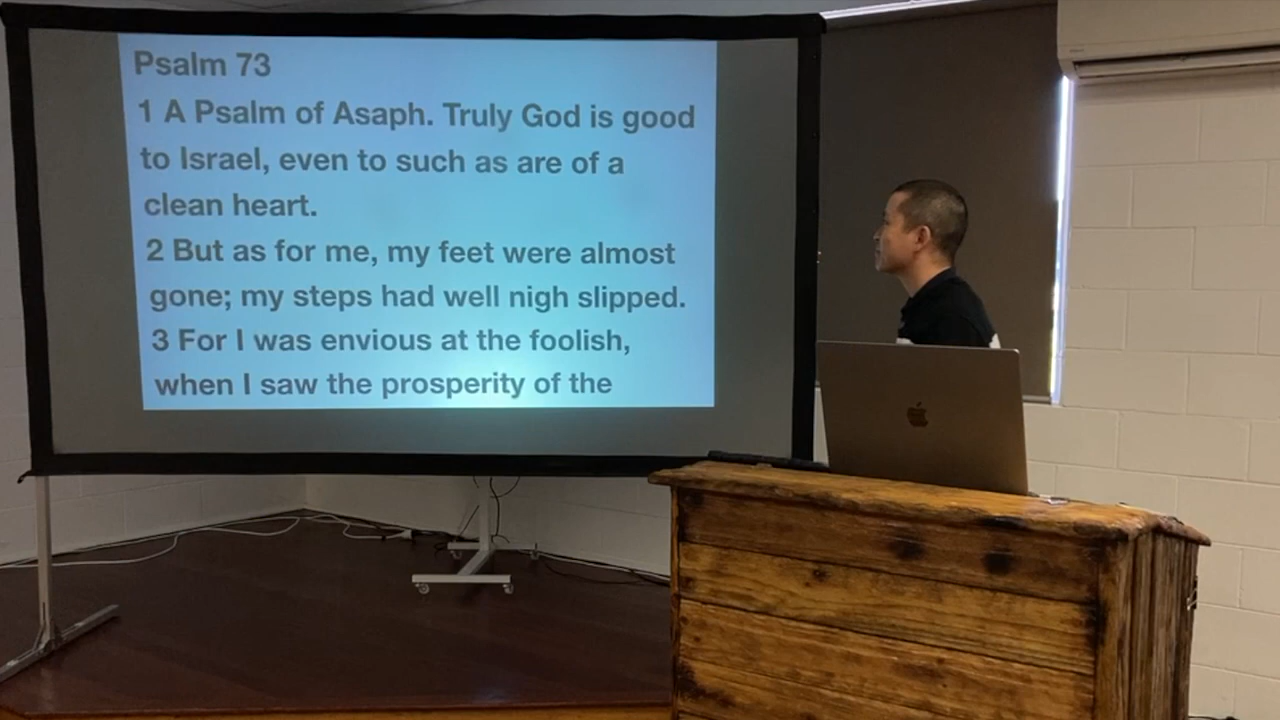 Psalm 73
1 A Psalm of Asaph. Truly God is good
to Israel, even to such as are of a
clean heart.
2 But as for me, my feet were almost
gone; my steps had well nigh slipped.
3 For I was envious at the foolish,
when I saw the prosperity of the